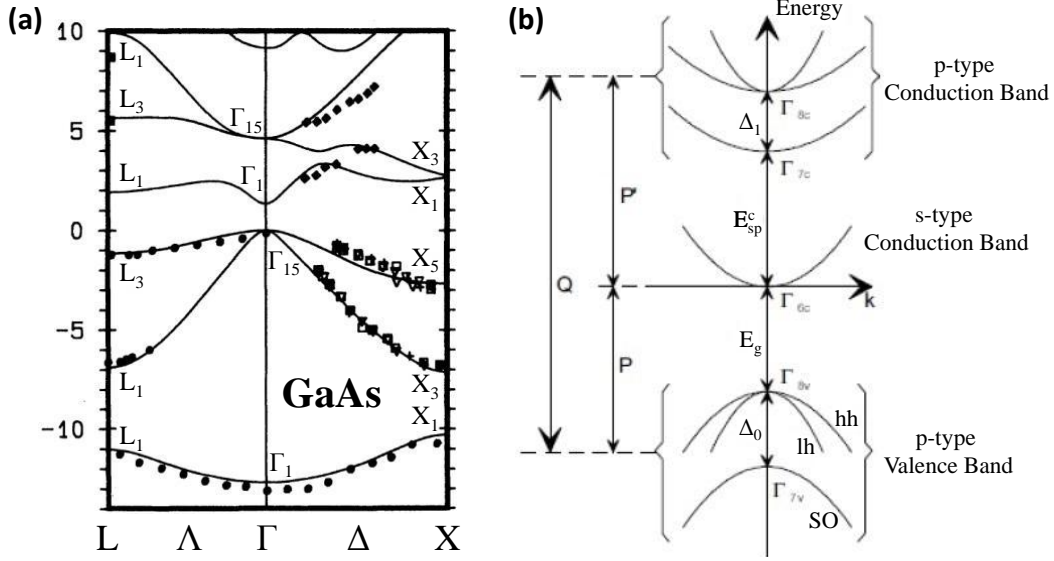 (a)
10
5
0
-5
-10
L₁
L₃
L₁
L₃
L₁
L₁
Γ₁₅
Γ₁
Γ₁₅
Γ₁
X₃
X₁
X₅
X₃
X₁
GaAs
L Λ Γ Δ X
(b)
Energy
p-type
Conduction Band
Γ₈c
Δ₁
Γ₇c
P'
E^c_sp
s-type
Conduction Band
Q
k
Γ₆c
E_g
P
Γ₈v
hh
Δ₀
lh
p-type
Valence Band
Γ₇v
SO